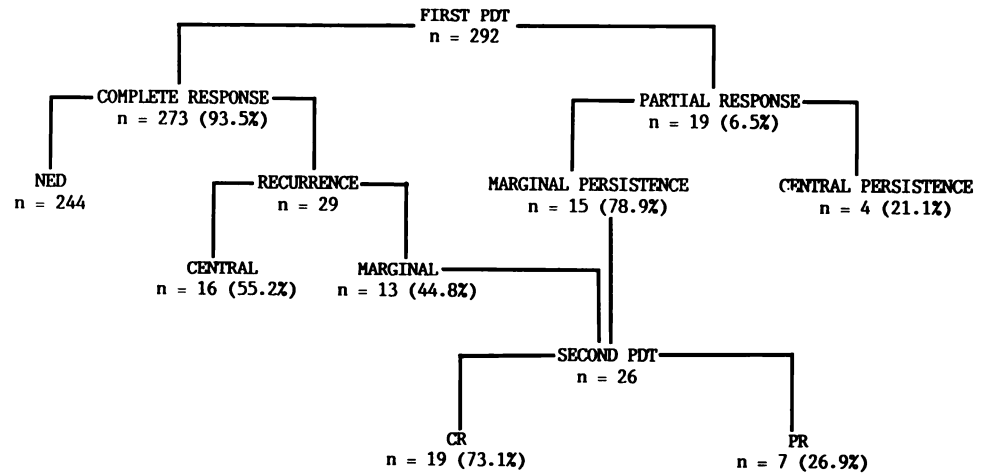 FIRST PDT
n = 292
COMPLETE RESPONSE
n = 273 (93.5%)
PARTIAL RESPONSE
n = 19 (6.5%)
NED
n = 244
RECURRENCE
n = 29
MARGINAL PERSISTENCE
n = 15 (78.9%)
CENTRAL PERSISTENCE
n = 4 (21.1%)
CENTRAL
n = 16 (55.2%)
MARGINAL
n = 13 (44.8%)
SECOND PDT
n = 26
CR
n = 19 (73.1%)
PR
n = 7 (26.9%)